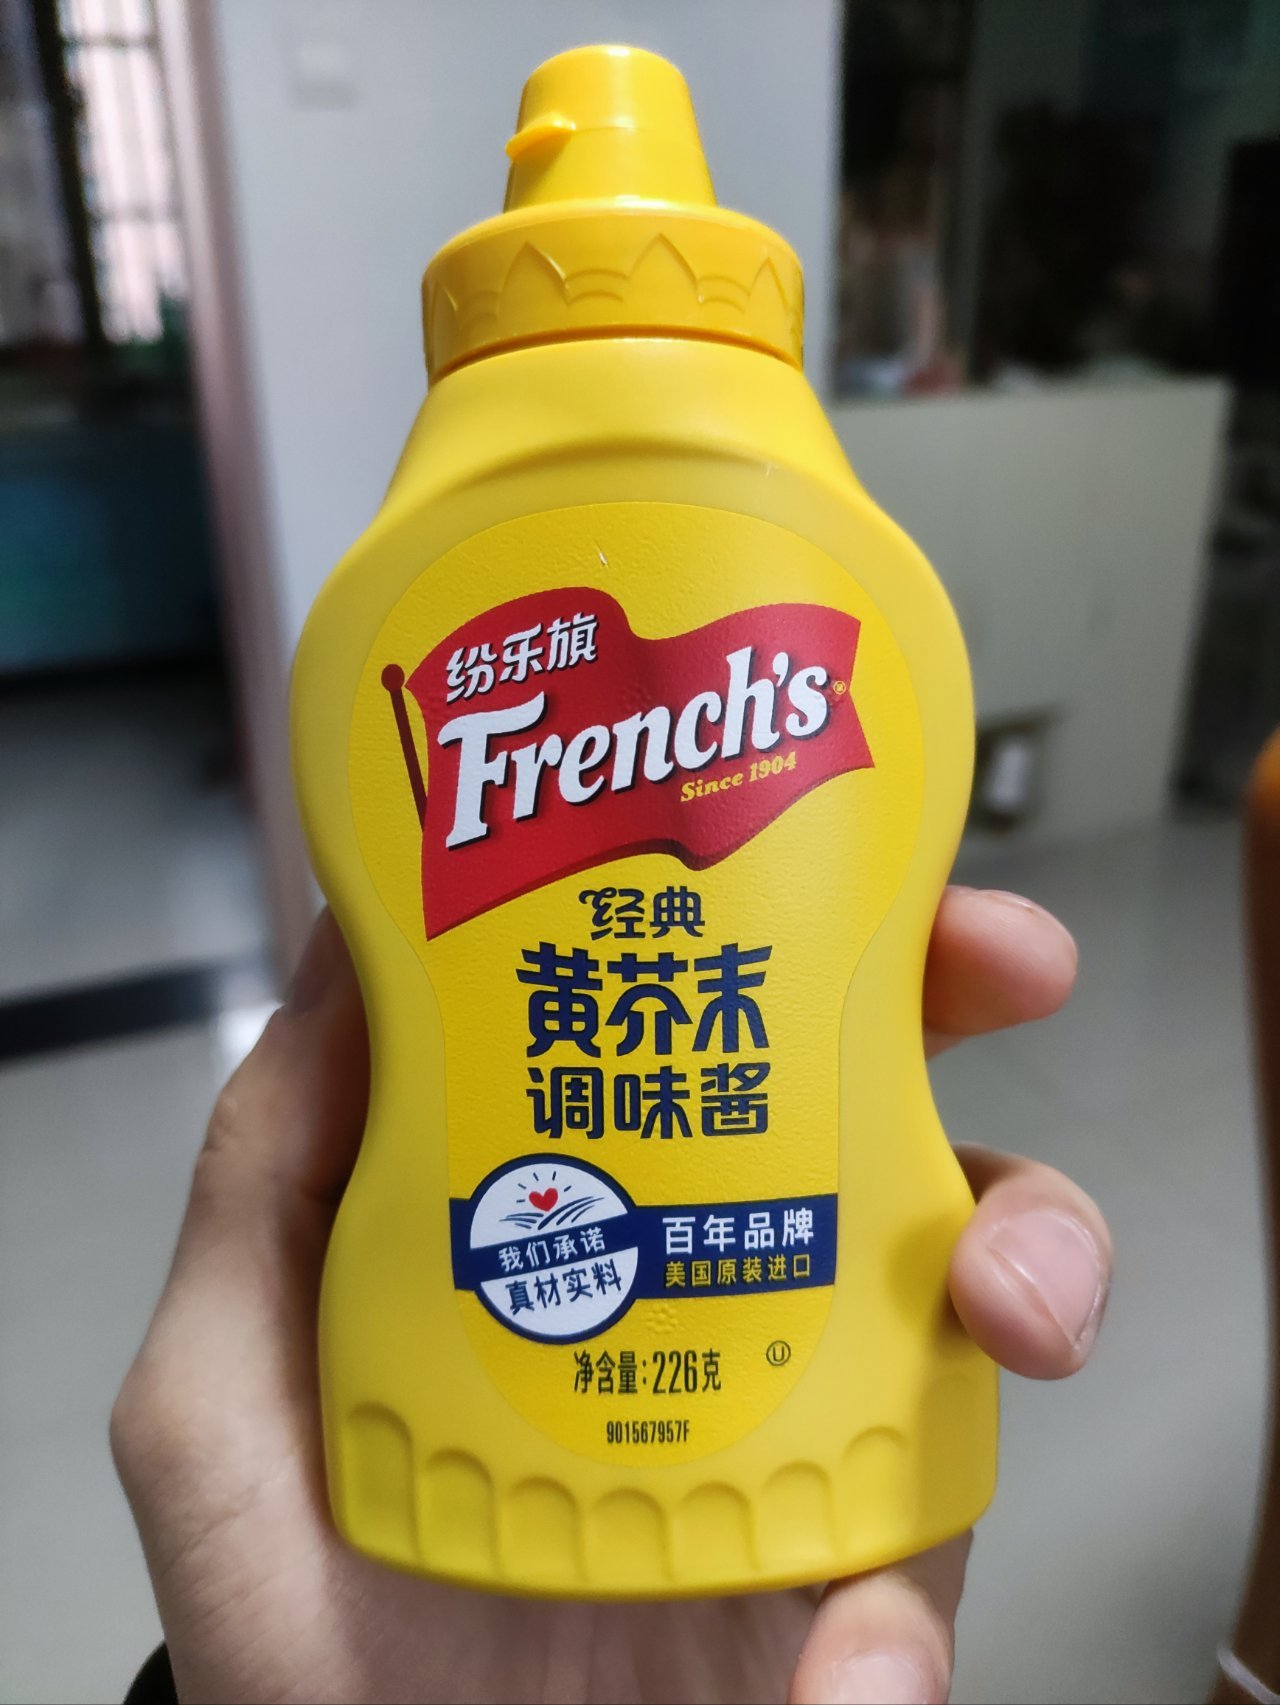 纷乐旗
French's
Since 1904
经典
黄芥末
调味酱
我们承诺
真材实料
百年品牌
美国原装进口
净含量:226克
U
901567957F